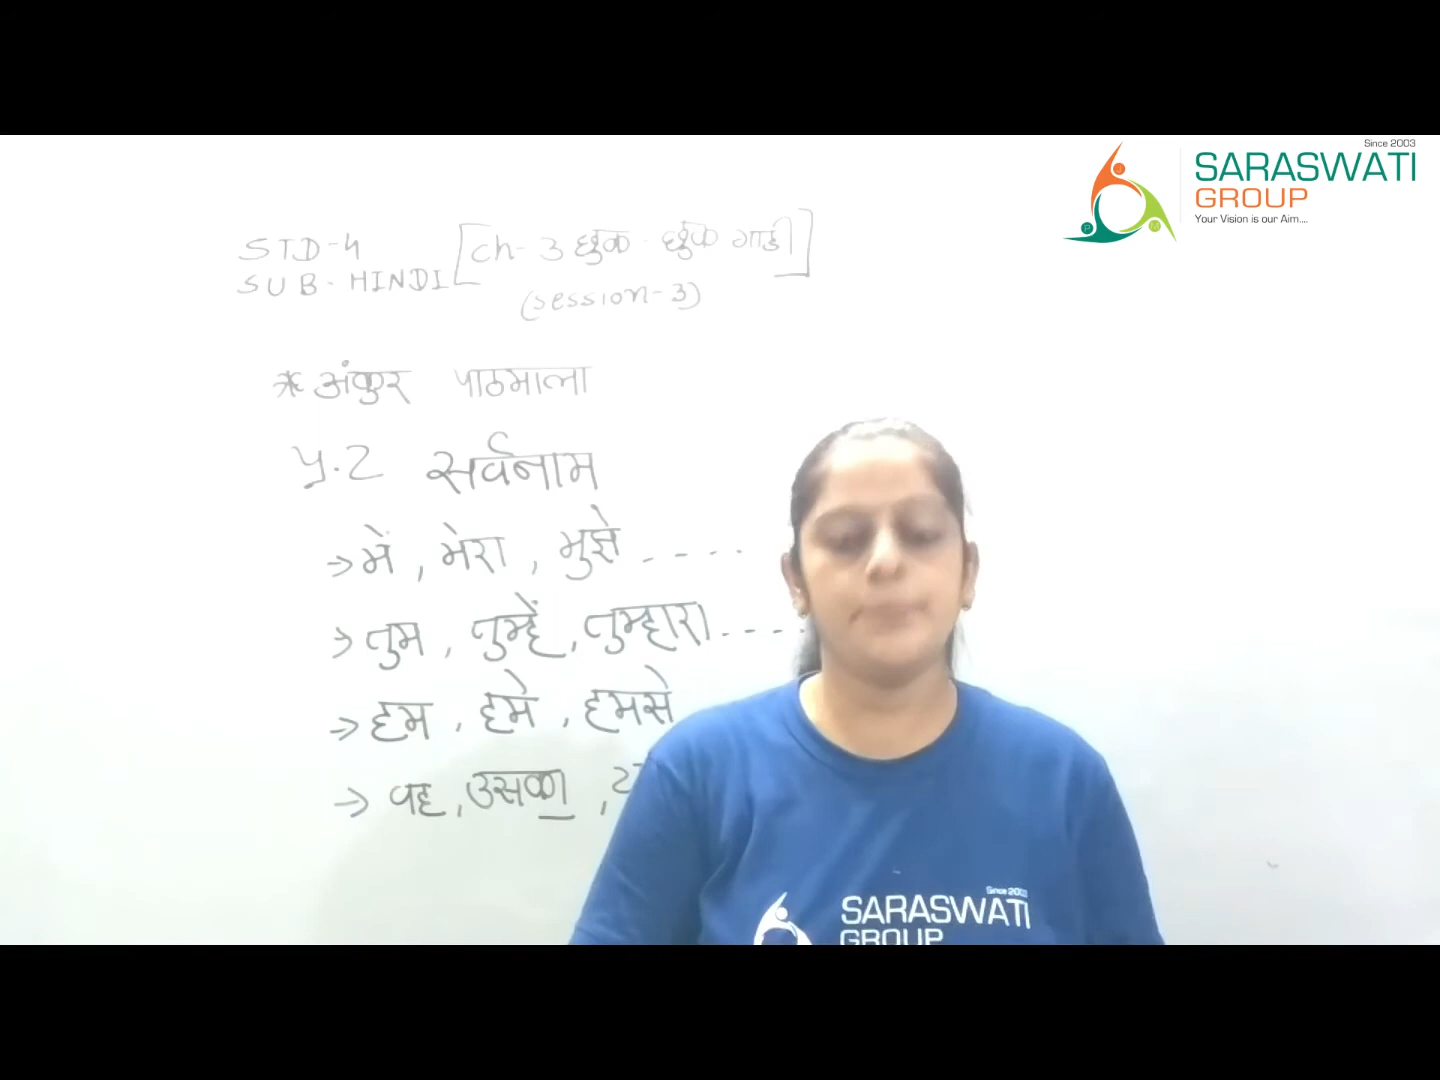 STD-4
SUB-HINDI
[ch-3 छुक-छुक गाडी]
(session-3)
* अंकुर पाठमाला
प्र.2 सर्वनाम
→ में, मेरा, मुझे ....
→ तुम, तुम्हें, तुम्हारा ....
→ हम, हमे, हमसे
→ वह, उसका,
Since 2003
SARASWATI
GROUP
Your Vision is our Aim....
J
P
M
Since 2003
SARASWATI
GROUP